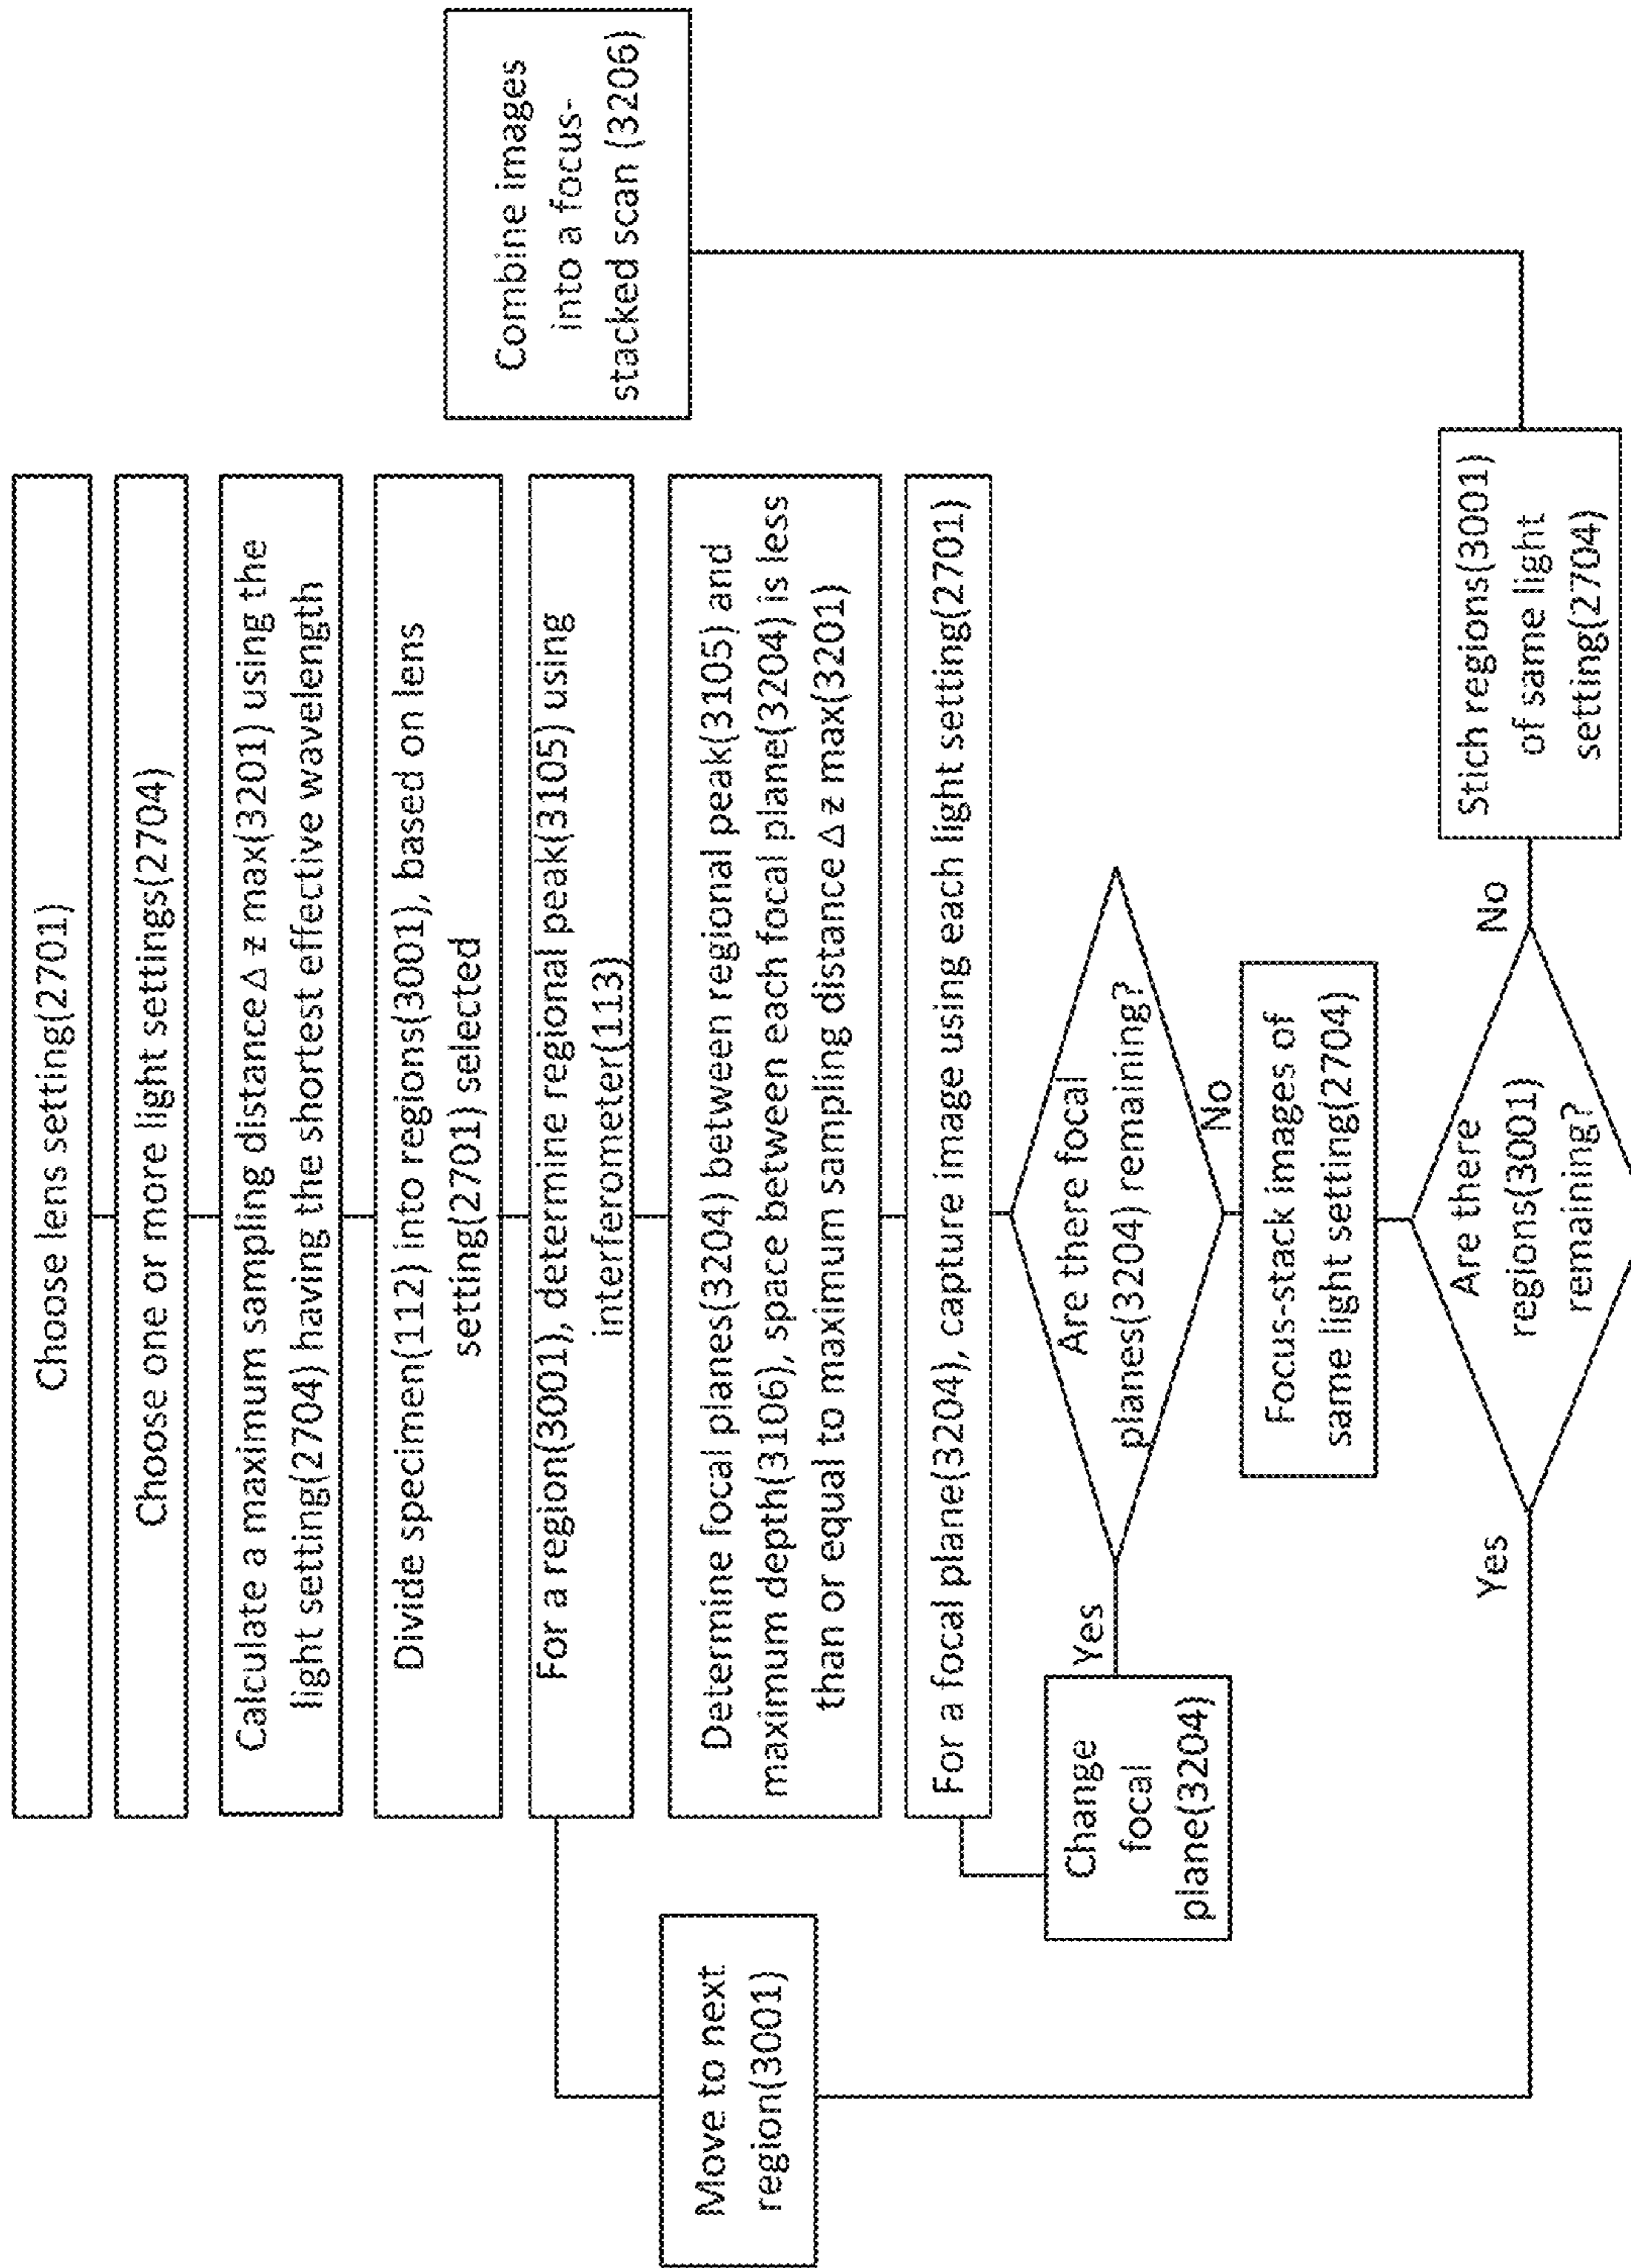 Choose lens setting(2701)
Choose one or more light settings(2704)
Calculate a maximum sampling distance Δ z max(3201) using the
light setting(2704) having the shortest effective wavelength
Divide specimen(112) into regions(3001), based on lens
setting(2701) selected
For a region(3001), determine regional peak(3105) using
interferometer(113)
Determine focal planes(3204) between regional peak(3105) and
maximum depth(3106), space between each focal plane(3204) is less
than or equal to maximum sampling distance Δ z max(3201)
For a focal plane(3204), capture image using each light setting(2701)
Are there focal
planes(3204) remaining?
Yes
Change
focal
plane(3204)
No
Focus-stack images of
same light setting(2704)
Are there
regions(3001)
remaining?
Yes
Move to next
region(3001)
No
Stich regions(3001)
of same light
setting(2704)
Combine images
into a focus-
stacked scan (3206)